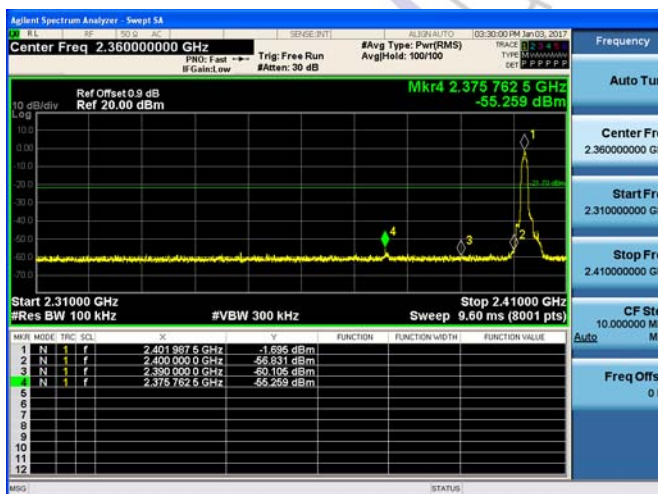 Agilent Spectrum Analyzer - Swept SA
RL RF 50 Ω AC SENSE:INT ALIGN AUTO 03:30:00 PM Jan 03, 2017
Center Freq 2.360000000 GHz
PNO: Fast
IFGain:Low
Trig: Free Run
#Atten: 30 dB
#Avg Type: Pwr(RMS)
Avg|Hold: 100/100
TRACE 1 2 3 4 5 6
TYPE
DET P P P P P P
Ref Offset 0.9 dB
10 dB/div Ref 20.00 dBm
Log
Mkr4 2.375 762 5 GHz
-55.259 dBm
10.0
0.00
-10.0
-20.0
-30.0
-40.0
-50.0
-60.0
-70.0
1
2
3
4
Start 2.31000 GHz Stop 2.41000 GHz
#Res BW 100 kHz #VBW 300 kHz Sweep 9.60 ms (8001 pts)
MKR MODE TRC SCL X Y FUNCTION FUNCTION WIDTH FUNCTION VALUE
1 N 1 f 2.401 987 5 GHz -1.695 dBm
2 N 1 f 2.400 000 0 GHz -56.831 dBm
3 N 1 f 2.390 000 0 GHz -60.105 dBm
4 N 1 f 2.375 762 5 GHz -55.259 dBm
5
6
7
8
9
10
11
12
MSG STATUS
Frequency
Auto Tu
Center Fre
2.360000000 G
Start Fre
2.310000000 G
Stop Fre
2.410000000 G
CF Ste
10.000000 M
Auto M
Freq Offs
0